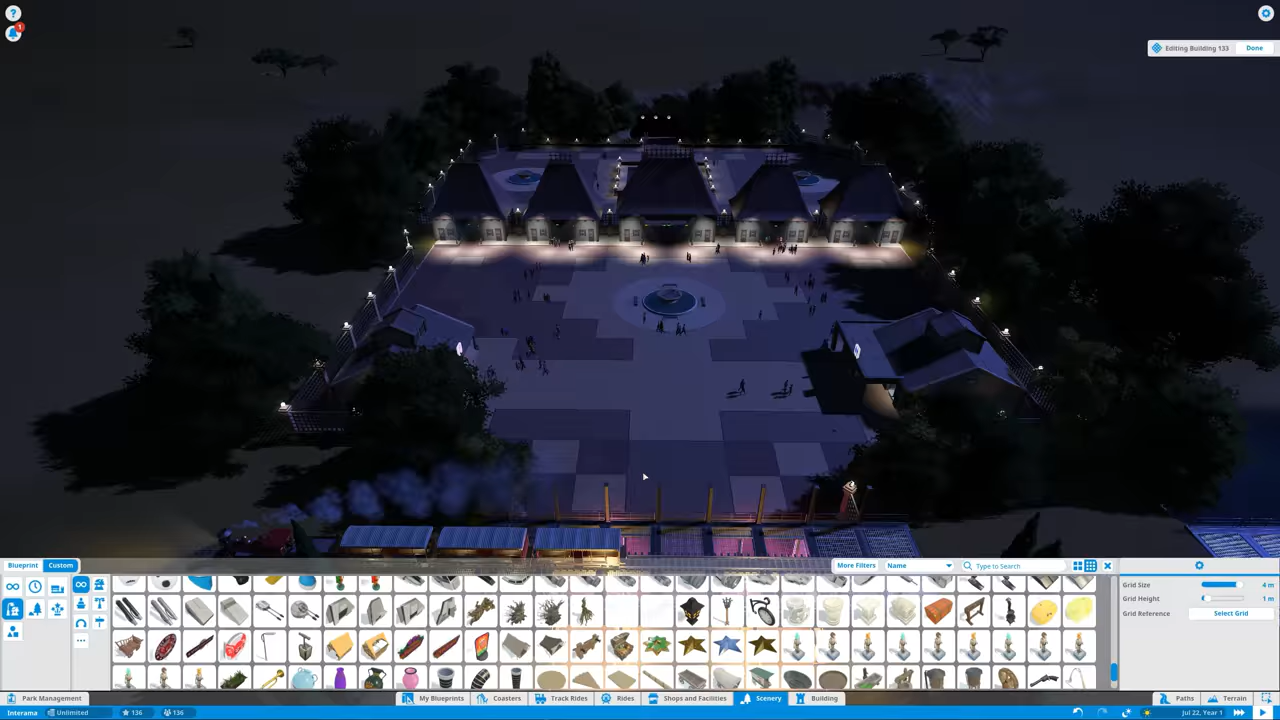 ?
1
Editing Building 133
Done
Blueprint
Custom
More Filters
Name
Type to Search
Grid Size
4 m
Grid Height
1 m
Grid Reference
Select Grid
Park Management
My Blueprints
Coasters
Track Rides
Rides
Shops and Facilities
Scenery
Building
Paths
Terrain
Interama
Unlimited
136
136
Jul 22, Year 1